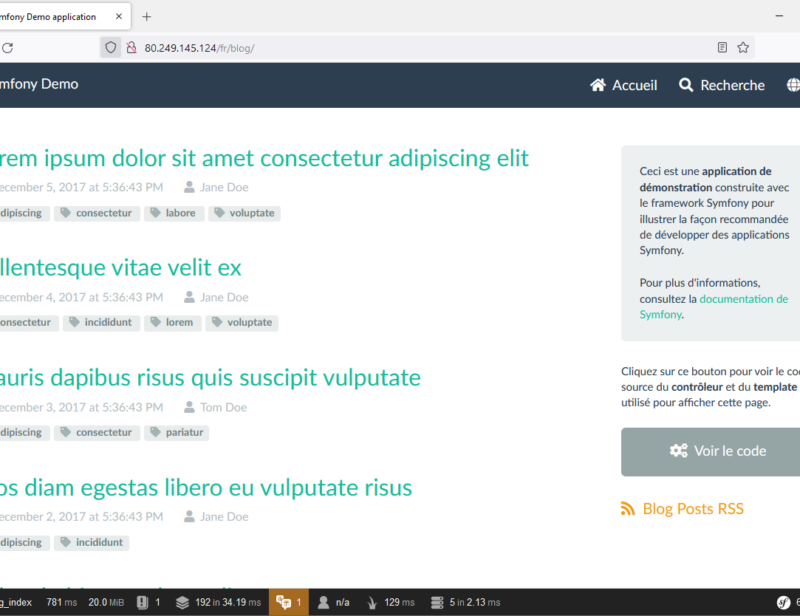 mfony Demo application
80.249.145.124/fr/blog/
mfony Demo
Accueil
Recherche
rem ipsum dolor sit amet consectetur adipiscing elit
ecember 5, 2017 at 5:36:43 PM Jane Doe
dipiscing consectetur labore voluptate
llentesque vitae velit ex
ecember 4, 2017 at 5:36:43 PM Jane Doe
onsectetur incididunt lorem voluptate
auris dapibus risus quis suscipit vulputate
ecember 3, 2017 at 5:36:43 PM Tom Doe
dipiscing consectetur pariatur
os diam egestas libero eu vulputate risus
ecember 2, 2017 at 5:36:43 PM Jane Doe
dipiscing incididunt
Ceci est une application de
démonstration construite avec
le framework Symfony pour
illustrer la façon recommandée
de développer des applications
Symfony.
Pour plus d'informations,
consultez la documentation de
Symfony.
Cliquez sur ce bouton pour voir le co
source du contrôleur et du template
utilisé pour afficher cette page.
Voir le code
Blog Posts RSS
g_index 781 ms 20.0 MiB 1 192 in 34.19 ms 1 n/a 129 ms 5 in 2.13 ms sf